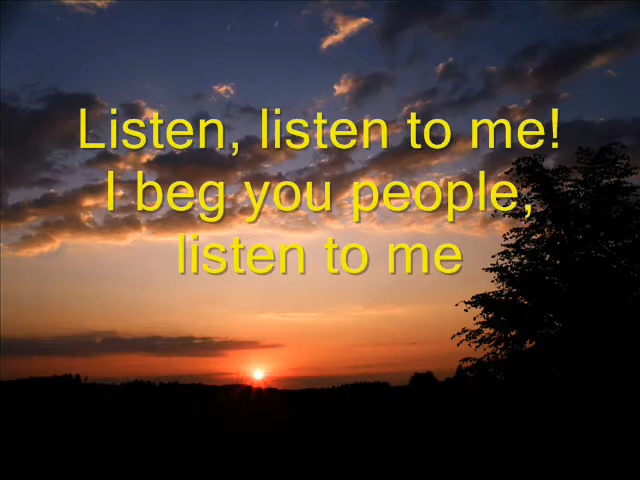 Listen, listen to me!
I beg you people,
listen to me